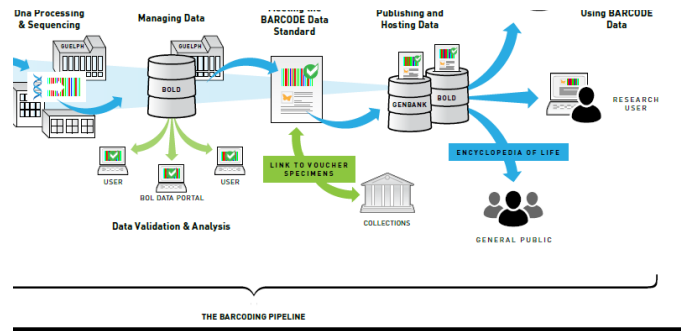 Dna Processing
& Sequencing
Managing Data
BARCODE Data
Standard
Publishing and
Hosting Data
Using BARCODE
Data
GUELPH
GUELPH
BOLD
GENBANK
BOLD
RESEARCH
USER
LINK TO VOUCHER
SPECIMENS
ENCYCLOPEDIA OF LIFE
USER
BOL DATA PORTAL
USER
COLLECTIONS
GENERAL PUBLIC
Data Validation & Analysis
THE BARCODING PIPELINE